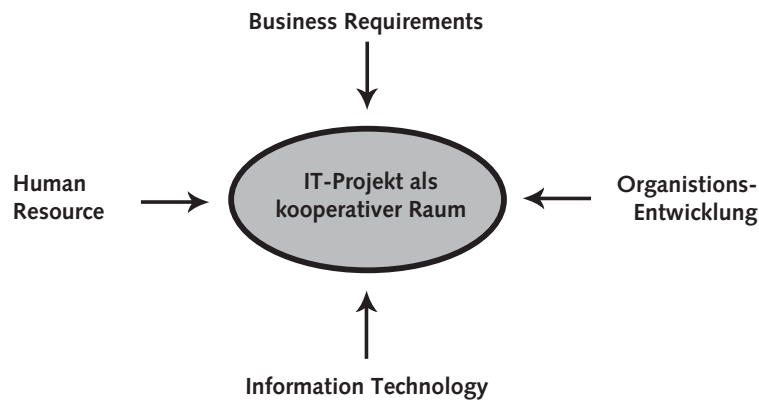 Business Requirements
Human
Resource
IT-Projekt als
kooperativer Raum
Organistions-
Entwicklung
Information Technology